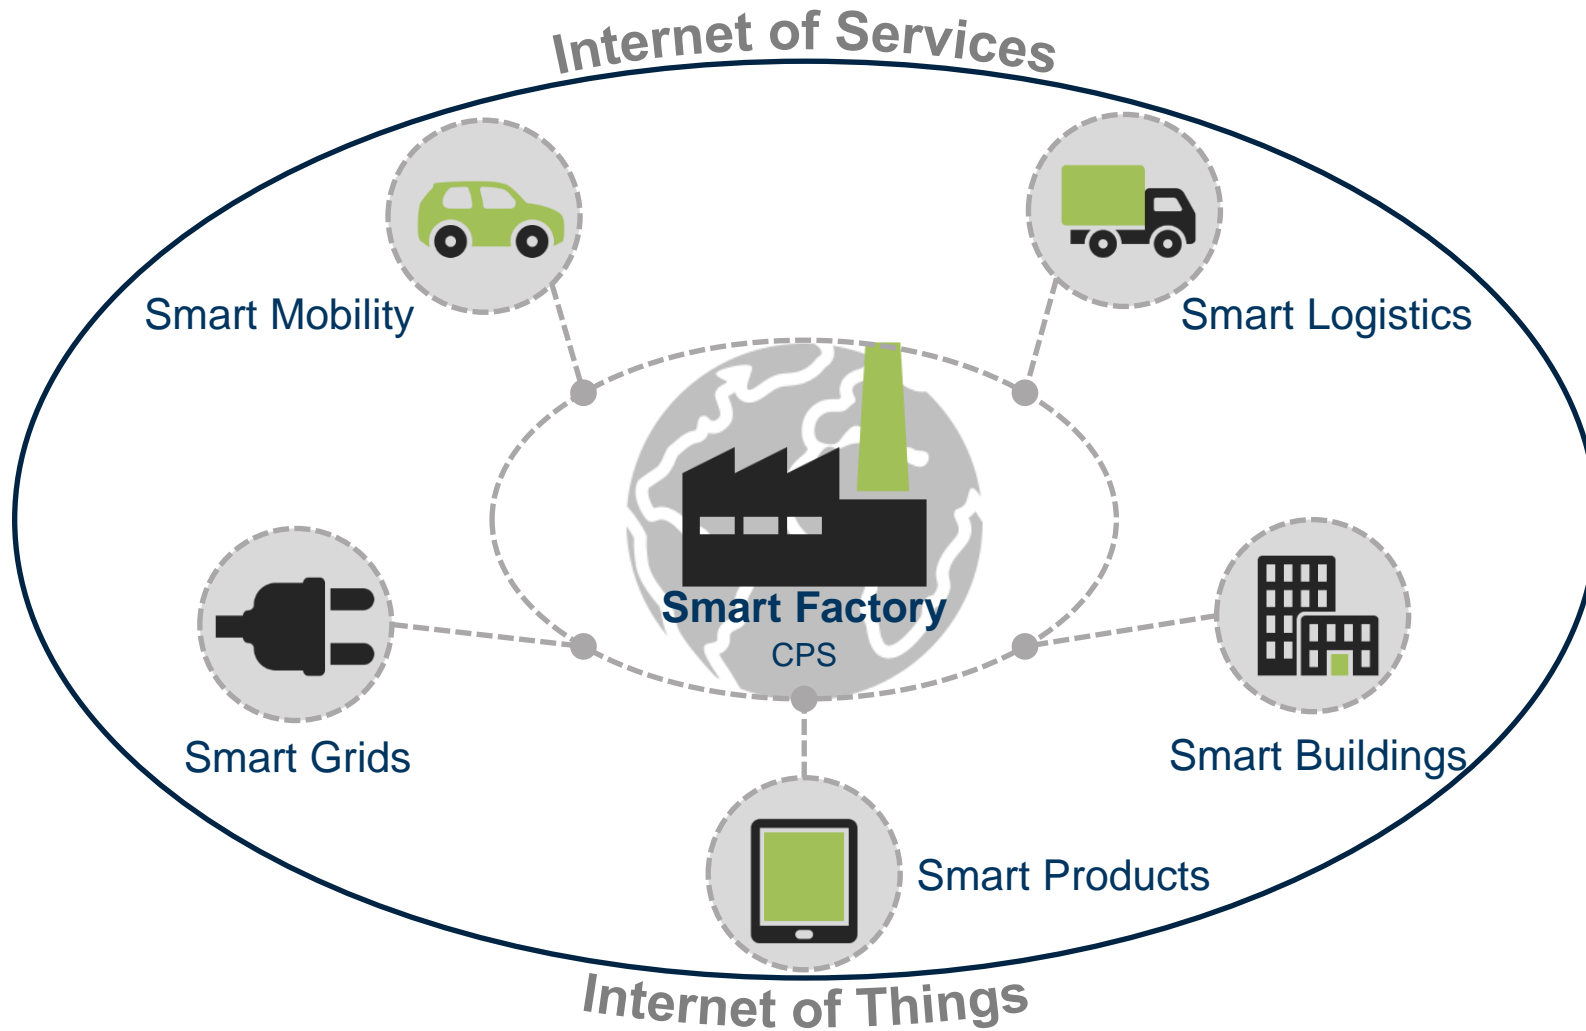 Internet of Services
Smart Mobility
Smart Logistics
Smart Factory
CPS
Smart Grids
Smart Buildings
Smart Products
Internet of Things